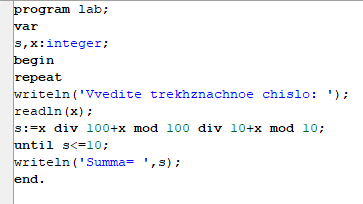 program lab;
var
s,x:integer;
begin
repeat
writeln('Vvedite trekhznachnoe chislo: ');
readln(x);
s:=x div 100+x mod 100 div 10+x mod 10;
until s<=10;
writeln('Summa= ',s);
end.